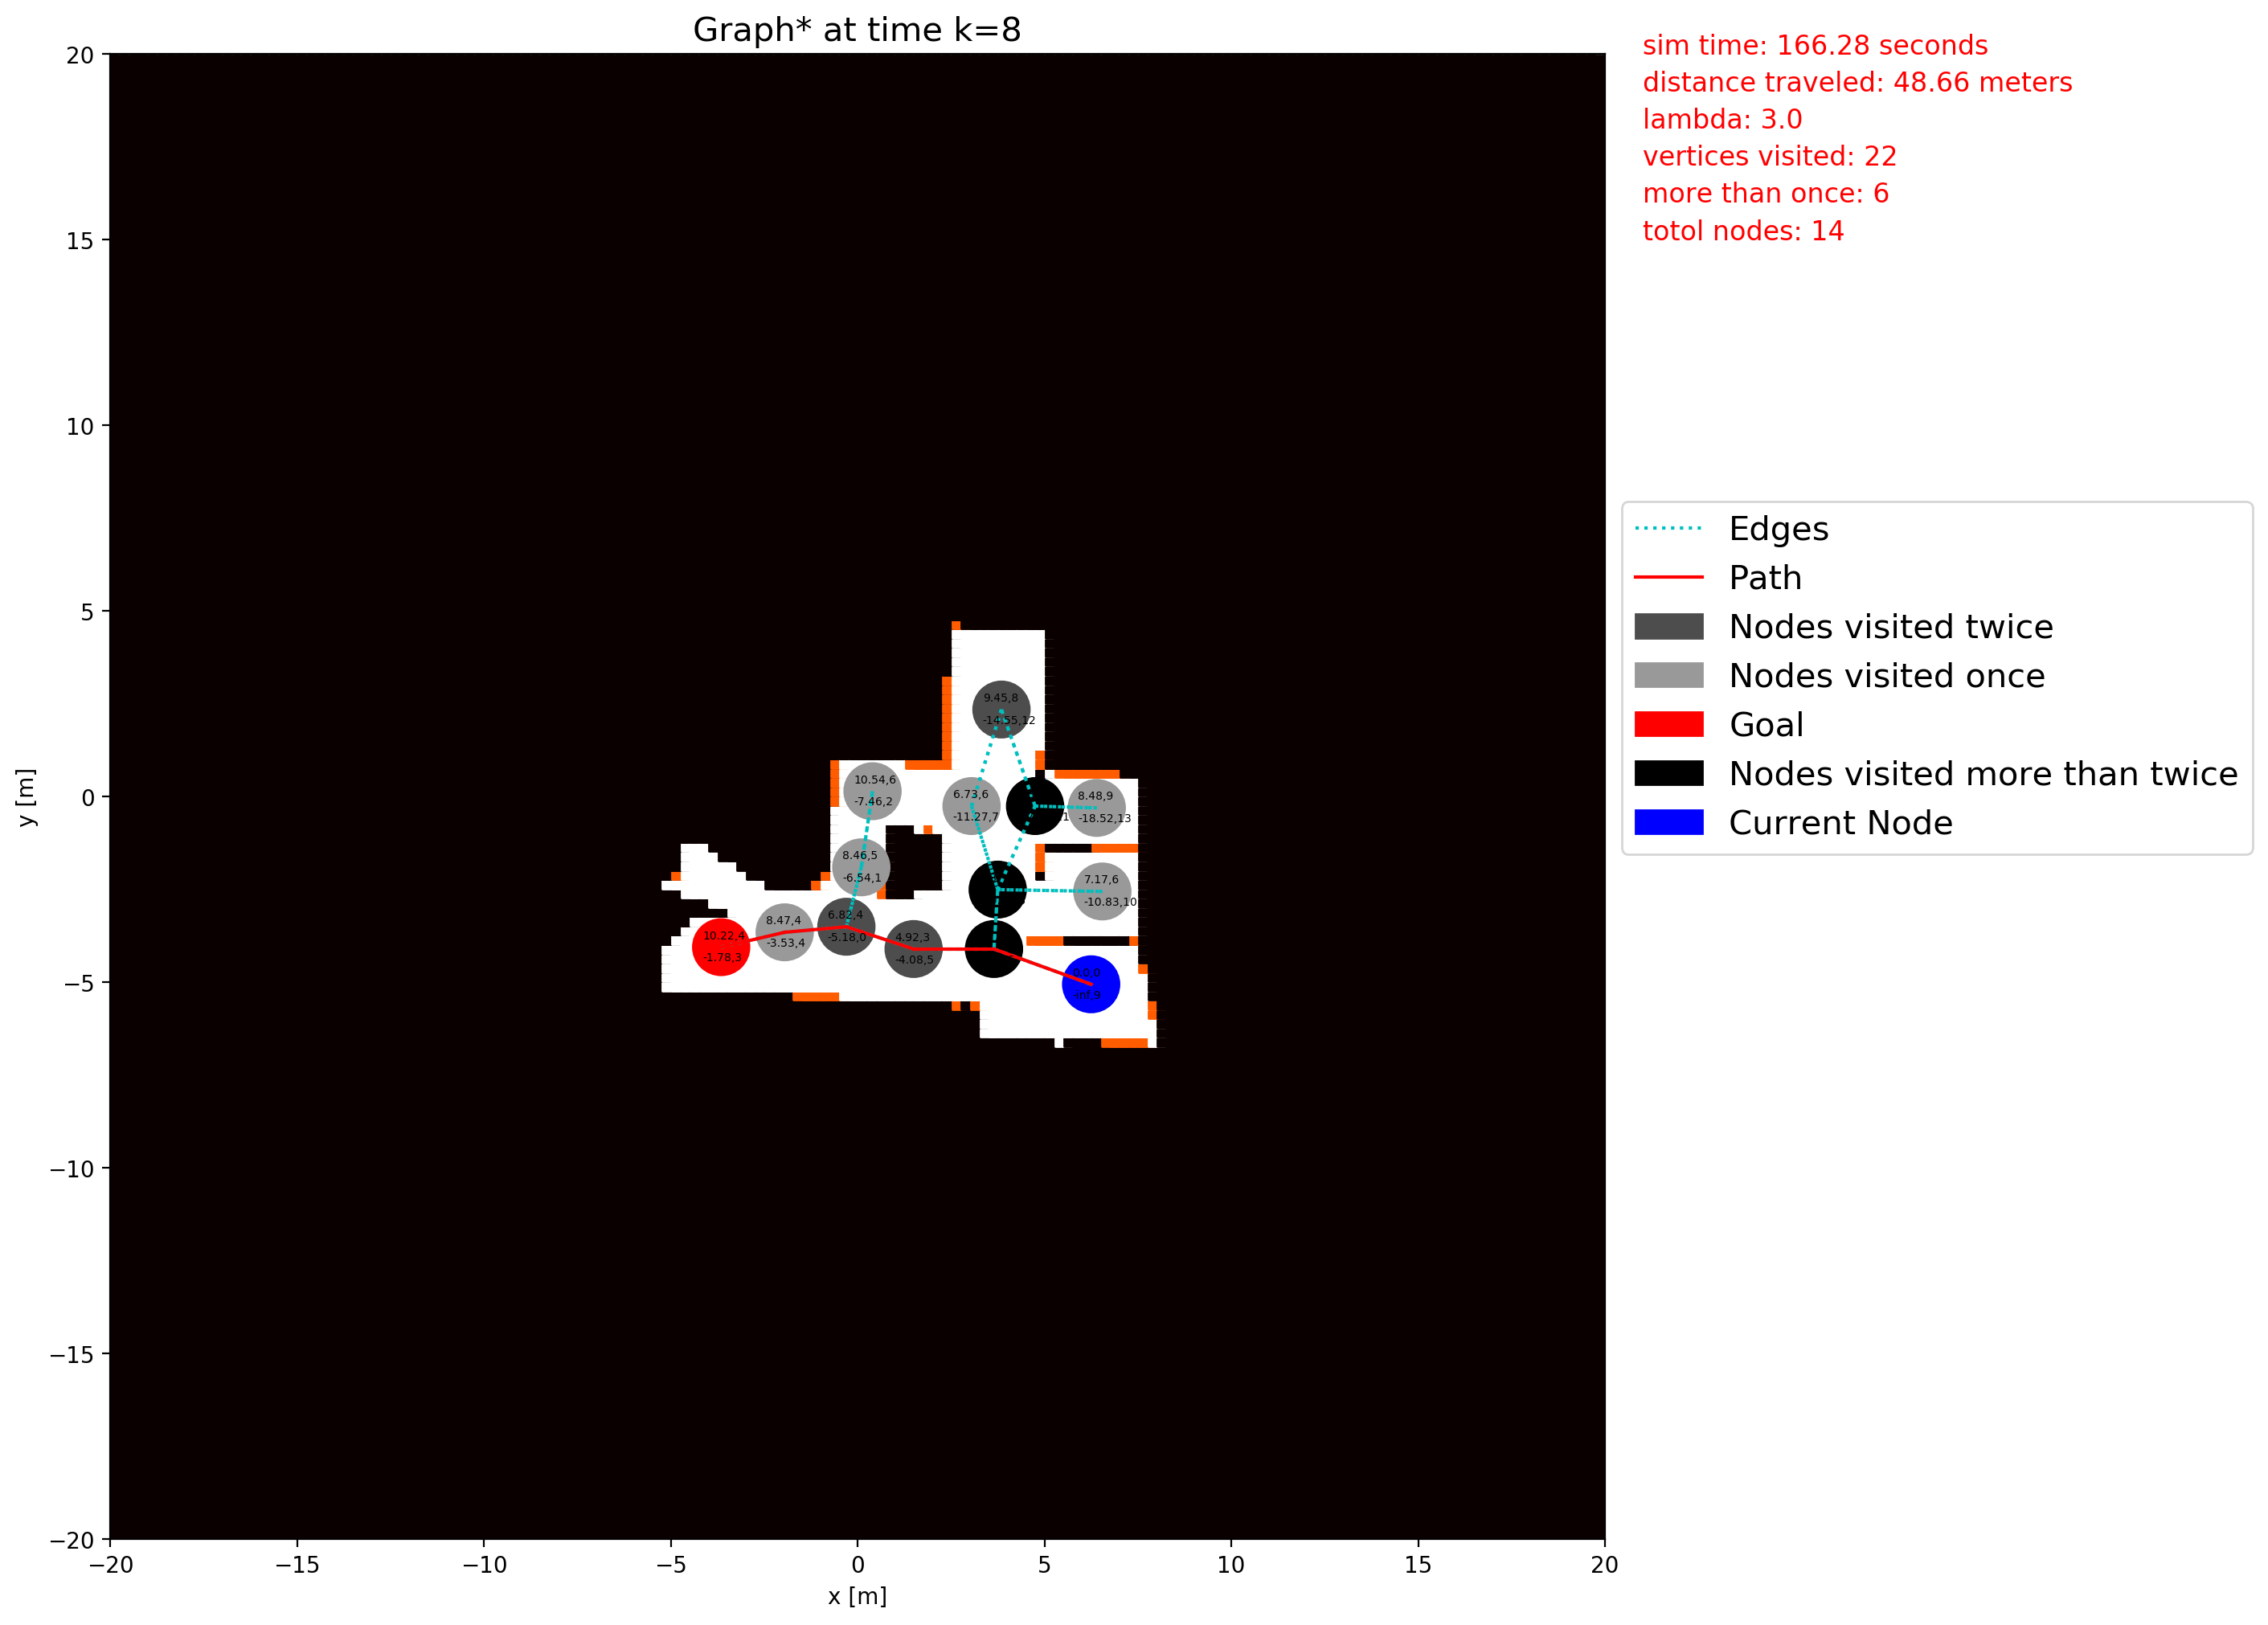 Graph* at time k=8
sim time: 166.28 seconds
distance traveled: 48.66 meters
lambda: 3.0
vertices visited: 22
more than once: 6
totol nodes: 14
20
15
10
5
0
−5
−10
−15
−20
y [m]
9.45,8
-14.55,12
10.54,6
-7.46,2
6.73,6
-11.27,7
8.48,9
-18.52,13
8.46,5
-6.54,1
7.17,6
-10.83,10
10.22,4
-1.78,3
8.47,4
-3.53,4
6.82,4
-5.18,0
4.92,3
-4.08,5
0.0,0
inf,9
−20
−15
−10
−5
0
5
10
15
20
x [m]
Edges
Path
Nodes visited twice
Nodes visited once
Goal
Nodes visited more than twice
Current Node